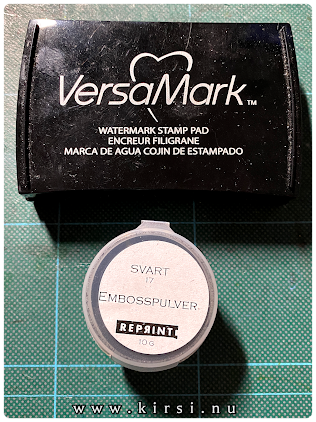 VersaMark™
WATERMARK STAMP PAD
ENCREUR FILIGRANE
MARCA DE AGUA COJIN DE ESTAMPADO
SVART
17
EMBOSSPULVER
REPRINT
10 G
www.kirsi.nu